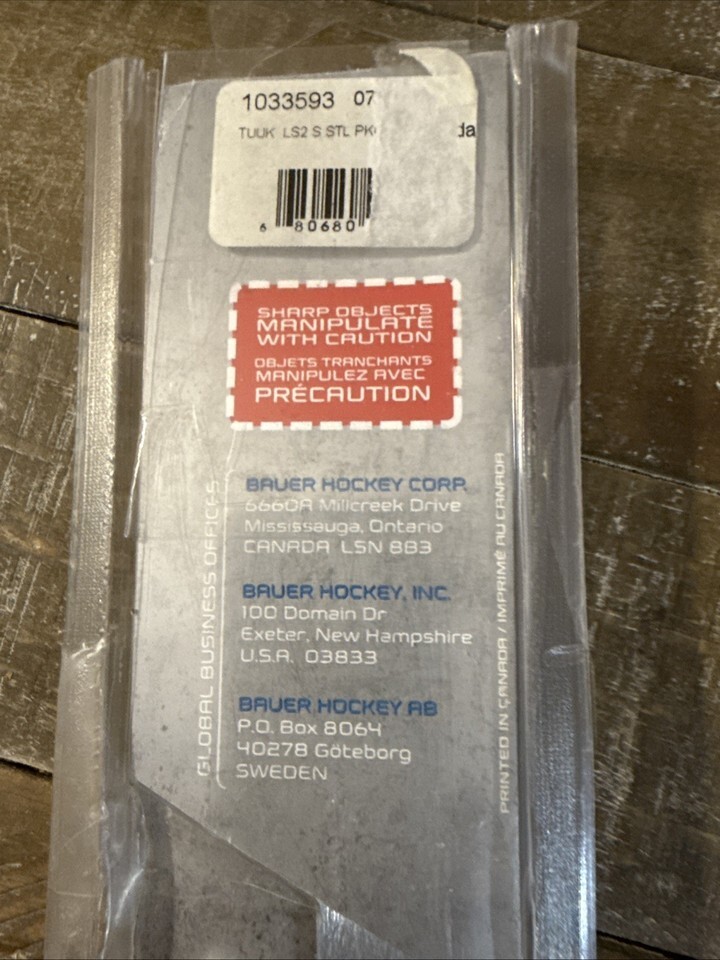 1033593 07
TUUK LS2 S STL PK
da
6 80680
SHARP OBJECTS
MANIPULATE
WITH CAUTION
OBJETS TRANCHANTS
MANIPULEZ AVEC
PRÉCAUTION
GLOBAL BUSINESS OFFICES
BAUER HOCKEY CORP.
6660A Millcreek Drive
Mississauga, Ontario
CANADA L5N 8B3
BAUER HOCKEY, INC.
100 Domain Dr
Exeter, New Hampshire
U.S.A. 03833
BAUER HOCKEY AB
P.O. Box 8064
40278 Göteborg
SWEDEN
PRINTED IN CANADA / IMPRIMÉ AU CANADA